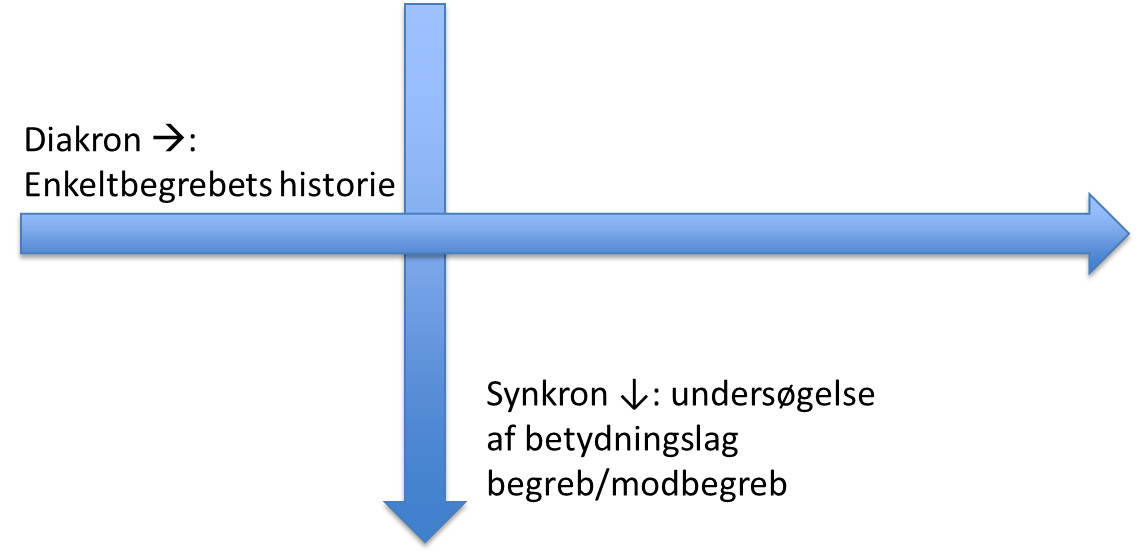 Diakron →:
Enkeltbegrebets historie
Synkron ↓: undersøgelse
af betydningslag
begreb/modbegreb